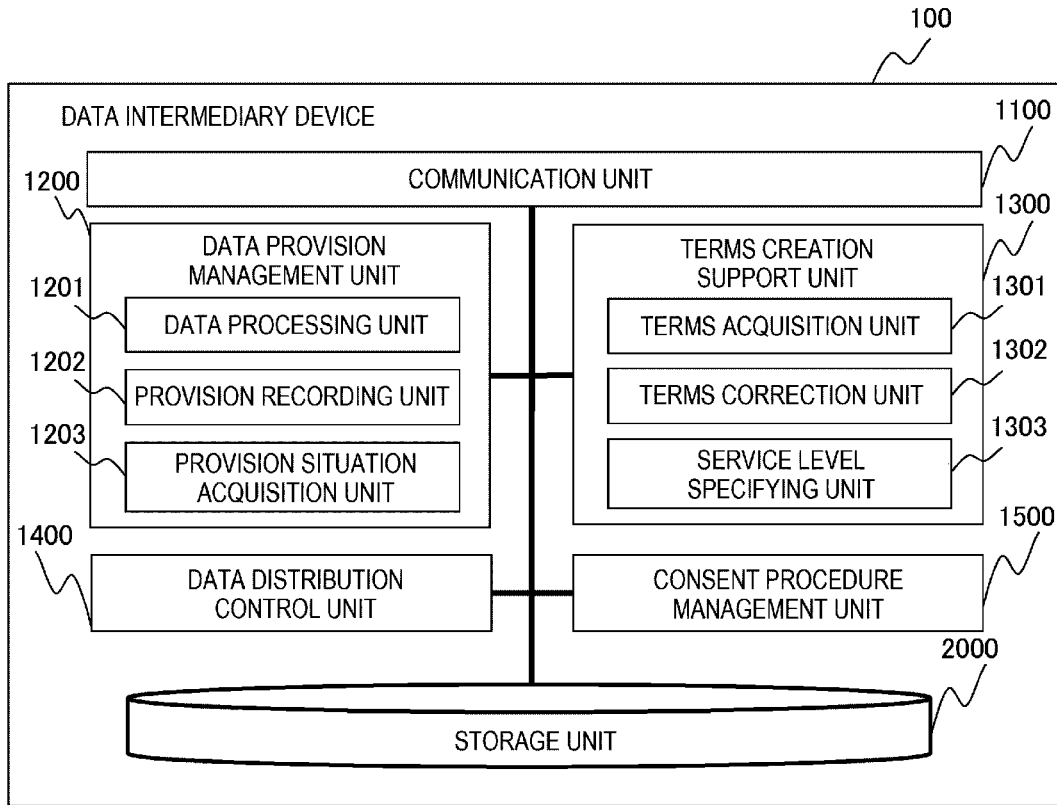 100
DATA INTERMEDIARY DEVICE
1100
COMMUNICATION UNIT
1200
DATA PROVISION
MANAGEMENT UNIT
1201
DATA PROCESSING UNIT
1202
PROVISION RECORDING UNIT
1203
PROVISION SITUATION
ACQUISITION UNIT
1300
TERMS CREATION
SUPPORT UNIT
1301
TERMS ACQUISITION UNIT
1302
TERMS CORRECTION UNIT
1303
SERVICE LEVEL
SPECIFYING UNIT
1400
DATA DISTRIBUTION
CONTROL UNIT
1500
CONSENT PROCEDURE
MANAGEMENT UNIT
2000
STORAGE UNIT